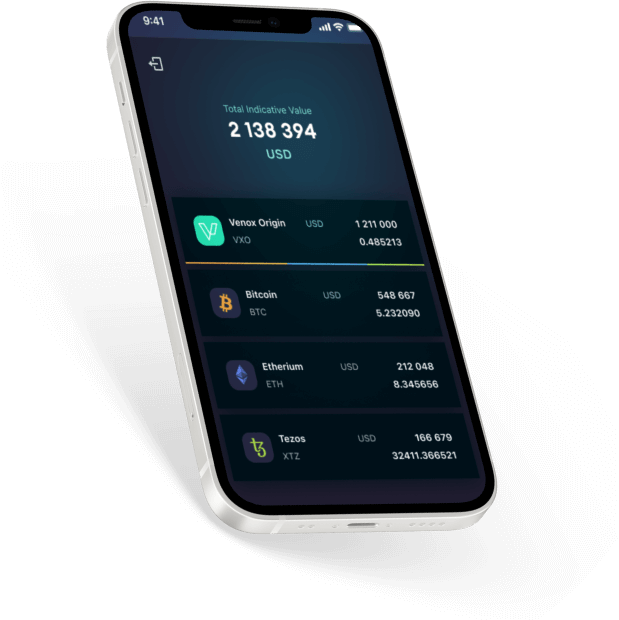 9:41
Total Indicative Value
2 138 394
USD
Venox Origin USD 1 211 000
VXO 0.485213
Bitcoin USD 548 667
BTC 5.232090
Etherium USD 212 048
ETH 8.345656
Tezos USD 166 679
XTZ 32411.366521